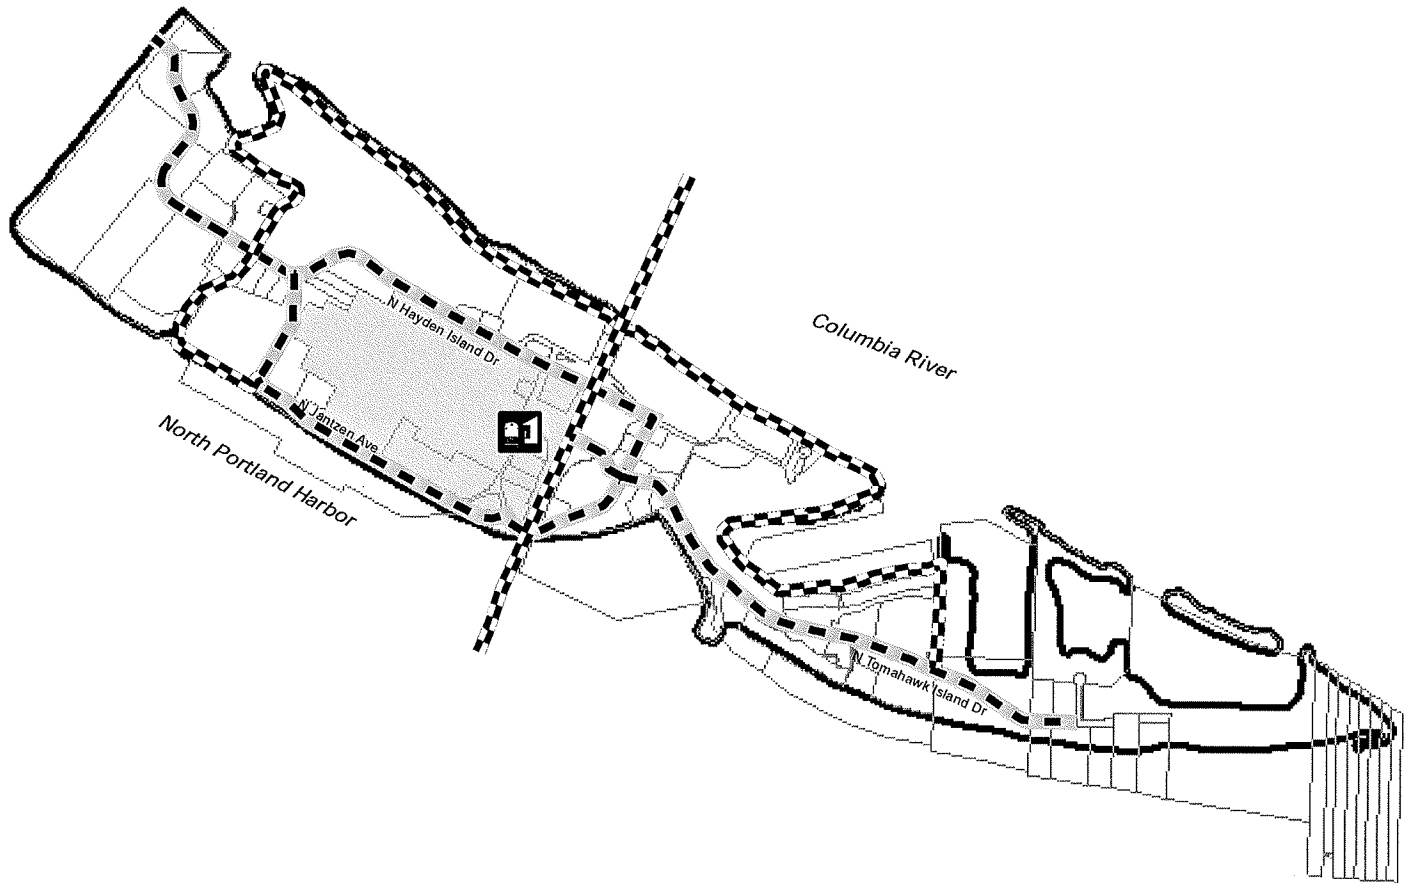 N Hayden Island Dr
Columbia River
N Jantzen Ave
North Portland Harbor
N Tomahawk Island Dr